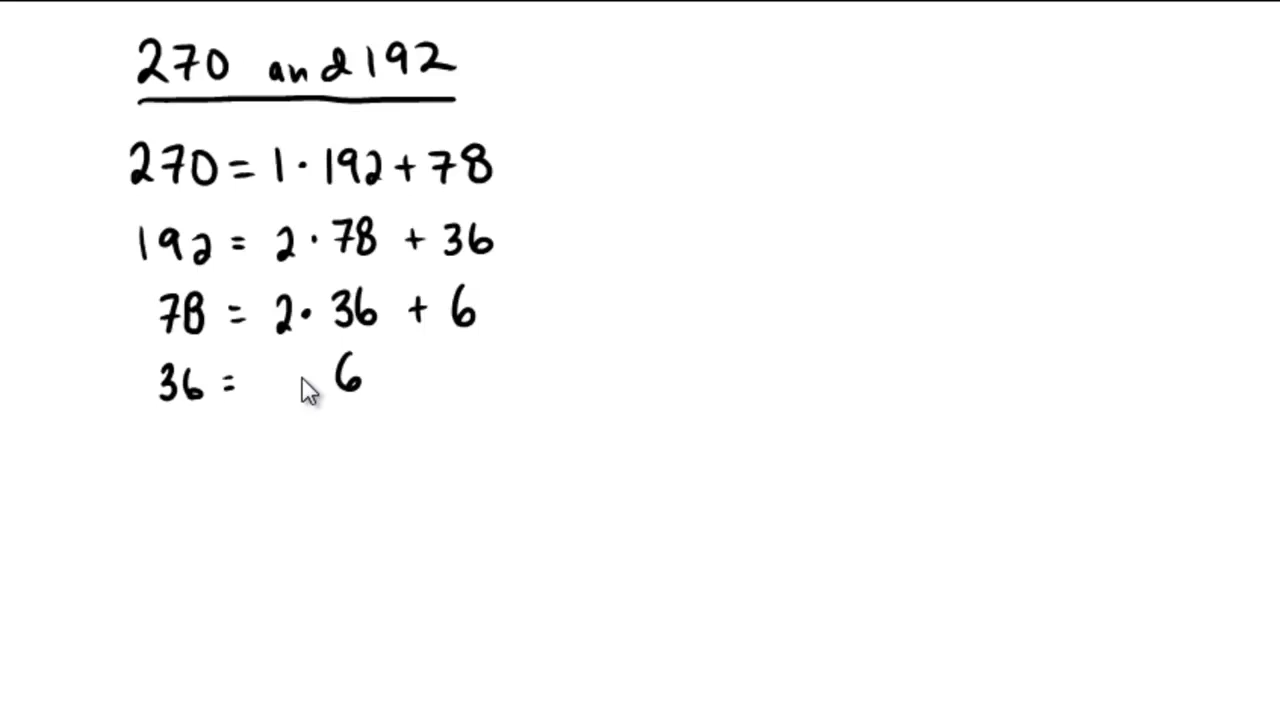 270 and 192
270 = 1 · 192 + 78
192 = 2 · 78 + 36
78 = 2 · 36 + 6
36 = 6